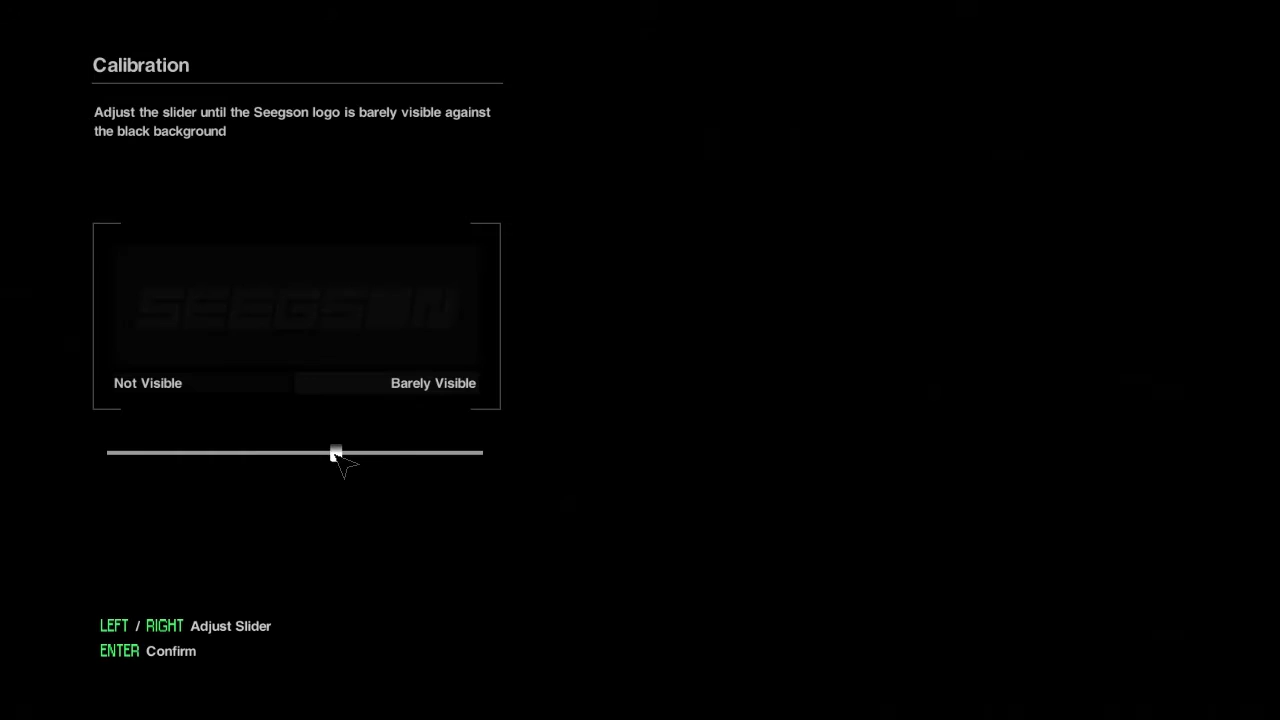 Calibration
Adjust the slider until the Seegson logo is barely visible against
the black background
SEEGSON
Not Visible
Barely Visible
LEFT / RIGHT Adjust Slider
ENTER Confirm